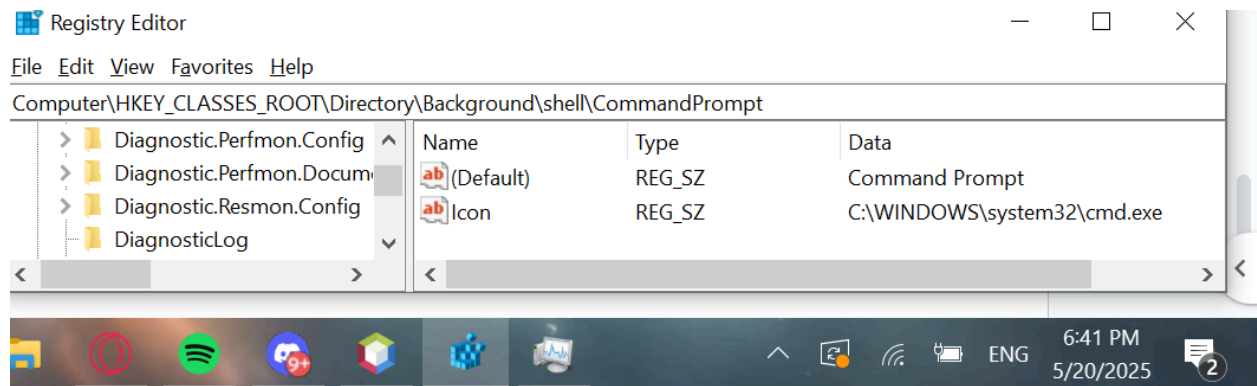 Registry Editor
File Edit View Favorites Help
Computer\HKEY_CLASSES_ROOT\Directory\Background\shell\CommandPrompt
Diagnostic.Perfmon.Config
Diagnostic.Perfmon.Docum
Diagnostic.Resmon.Config
DiagnosticLog
Name Type Data
ab (Default) REG_SZ Command Prompt
ab Icon REG_SZ C:\WINDOWS\system32\cmd.exe
9+
ENG
6:41 PM
5/20/2025
2